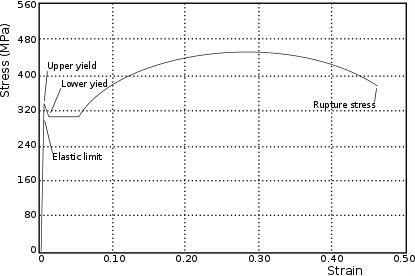 560
480
400
320
240
160
80
0
Stress (MPa)
Upper yield
Lower yied
Elastic limit
Rupture stress
0
0.10
0.20
0.30
0.40
0.50
Strain